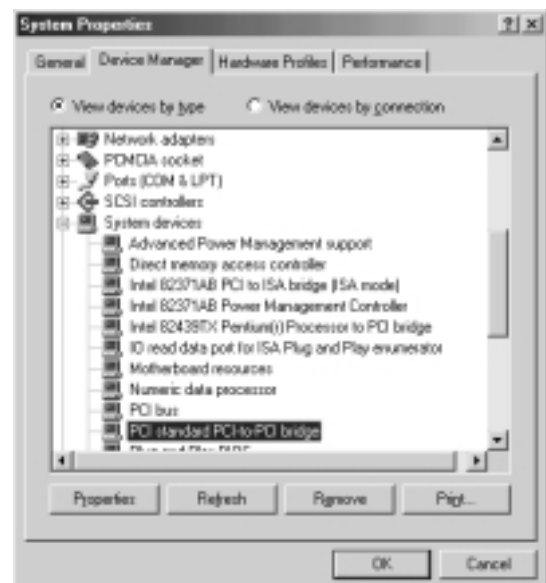 System Properties
General Device Manager Hardware Profiles Performance
View devices by type View devices by connection
Network adapters
PCMCIA socket
Ports (COM & LPT)
SCSI controllers
System devices
Advanced Power Management support
Direct memory access controller
Intel 82371AB PCI to ISA bridge (ISA mode)
Intel 82371AB Power Management Controller
Intel 82439TX Pentium(r) Processor to PCI bridge
IO read data port for ISA Plug and Play enumerator
Motherboard resources
Numeric data processor
PCI bus
PCI standard PCI-to-PCI bridge
Plug and Play BIOS
Properties Refresh Remove Print...
OK Cancel